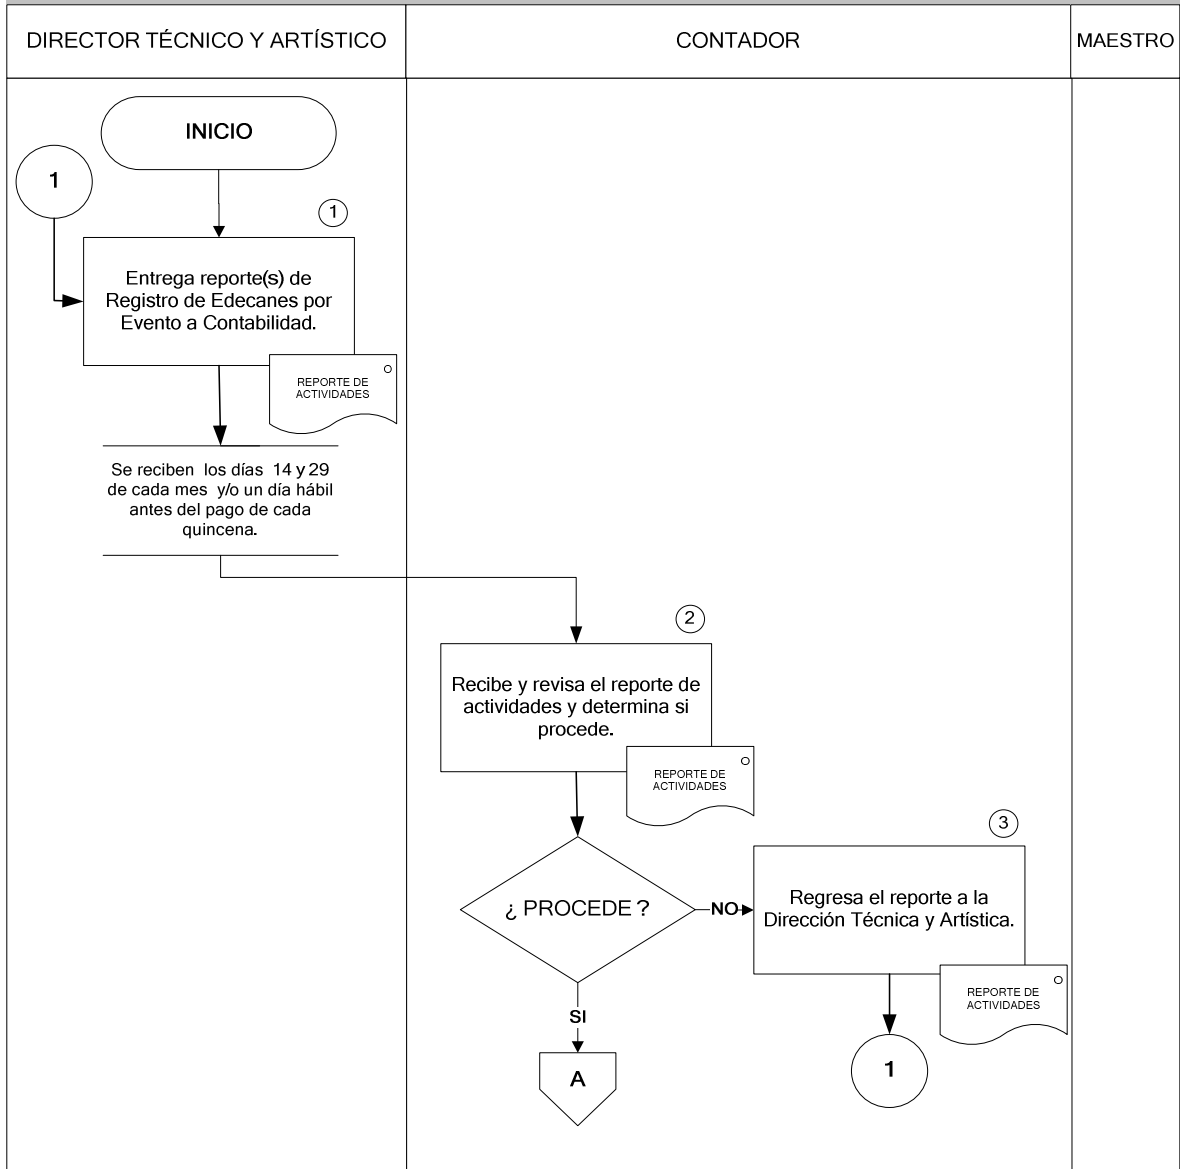 DIRECTOR TÉCNICO Y ARTÍSTICO
CONTADOR
MAESTRO
INICIO
1
1
Entrega reporte(s) de
Registro de Edecanes por
Evento a Contabilidad.
O
REPORTE DE
ACTIVIDADES
Se reciben los días 14 y 29
de cada mes y/o un día hábil
antes del pago de cada
quincena.
2
Recibe y revisa el reporte de
actividades y determina si
procede.
O
REPORTE DE
ACTIVIDADES
3
¿ PROCEDE ?
NO
Regresa el reporte a la
Dirección Técnica y Artística.
O
REPORTE DE
ACTIVIDADES
SI
A
1